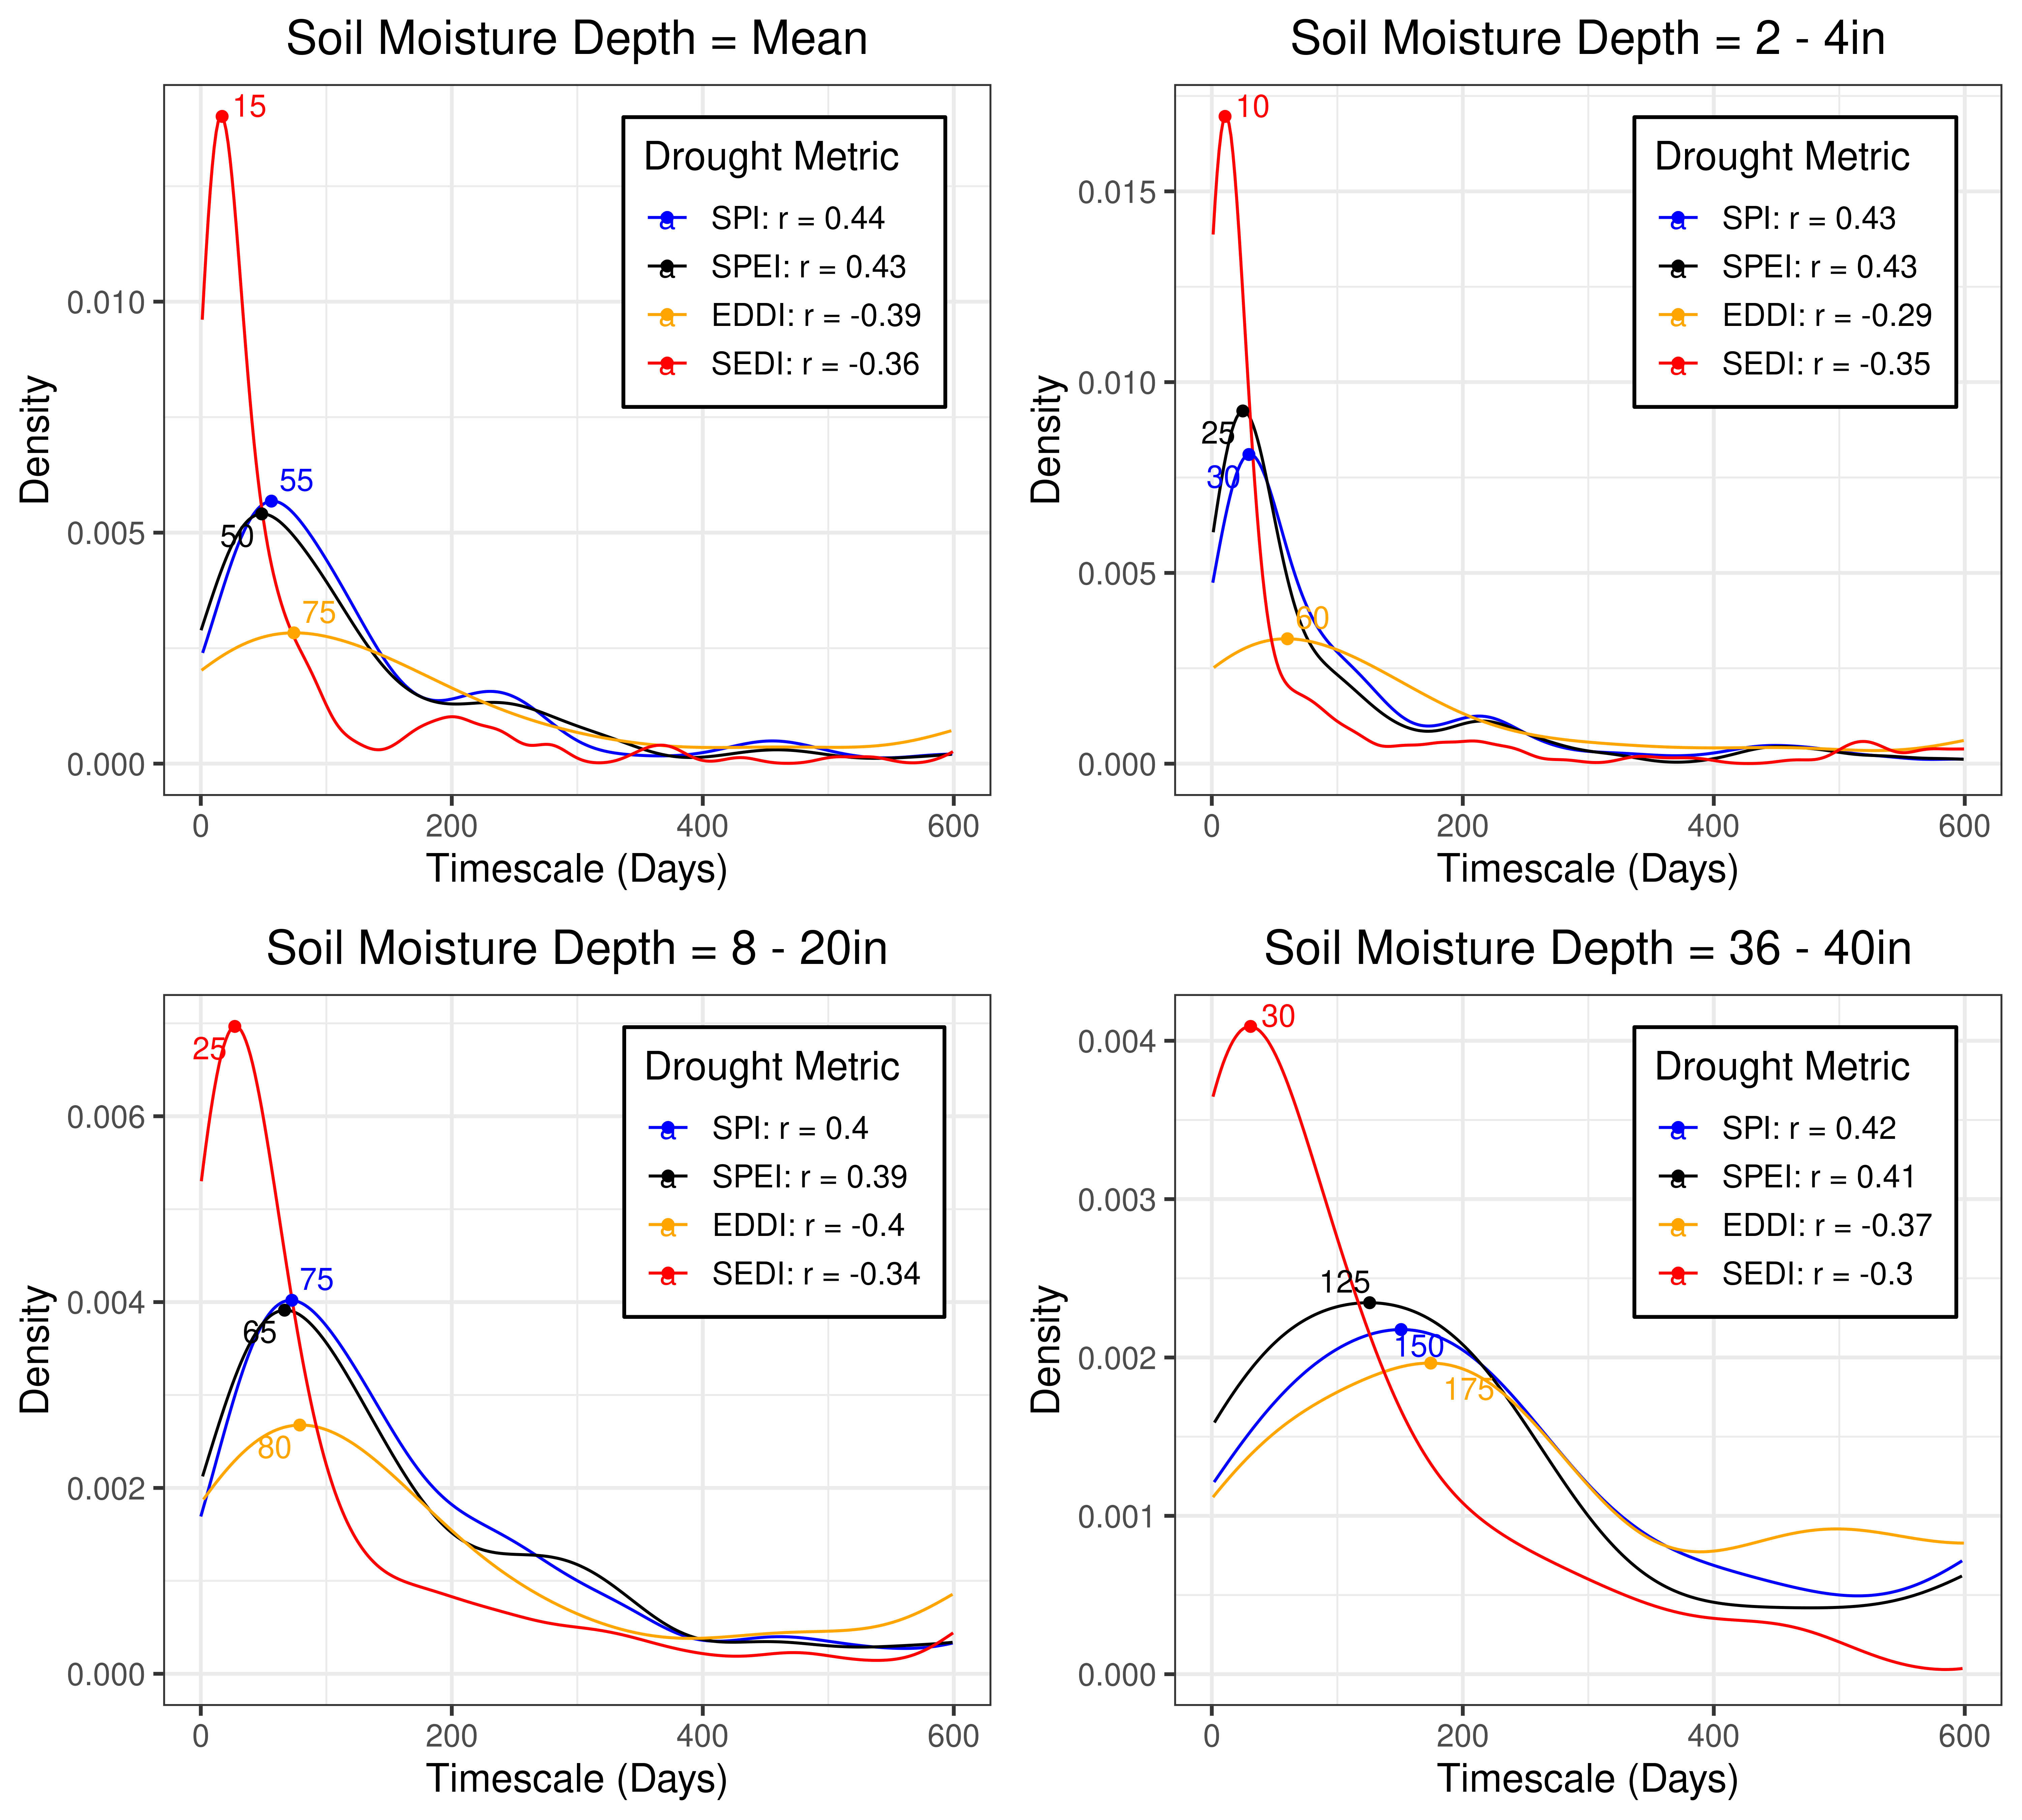 Soil Moisture Depth = Mean
15
Drought Metric
a SPI: r = 0.44
a SPEI: r = 0.43
a EDDI: r = -0.39
a SEDI: r = -0.36
0.010
55
50
0.005
75
0.000
Density
0 200 400 600
Timescale (Days)
Soil Moisture Depth = 2 - 4in
10
Drought Metric
0.015
a SPI: r = 0.43
a SPEI: r = 0.43
a EDDI: r = -0.29
a SEDI: r = -0.35
0.010
25
30
0.005
60
0.000
Density
0 200 400 600
Timescale (Days)
Soil Moisture Depth = 8 - 20in
25
Drought Metric
0.006
a SPI: r = 0.4
a SPEI: r = 0.39
a EDDI: r = -0.4
a SEDI: r = -0.34
75
0.004
65
80
0.002
0.000
Density
0 200 400 600
Timescale (Days)
Soil Moisture Depth = 36 - 40in
30
0.004
Drought Metric
a SPI: r = 0.42
a SPEI: r = 0.41
a EDDI: r = -0.37
a SEDI: r = -0.3
0.003
125
150
0.002
175
0.001
0.000
Density
0 200 400 600
Timescale (Days)